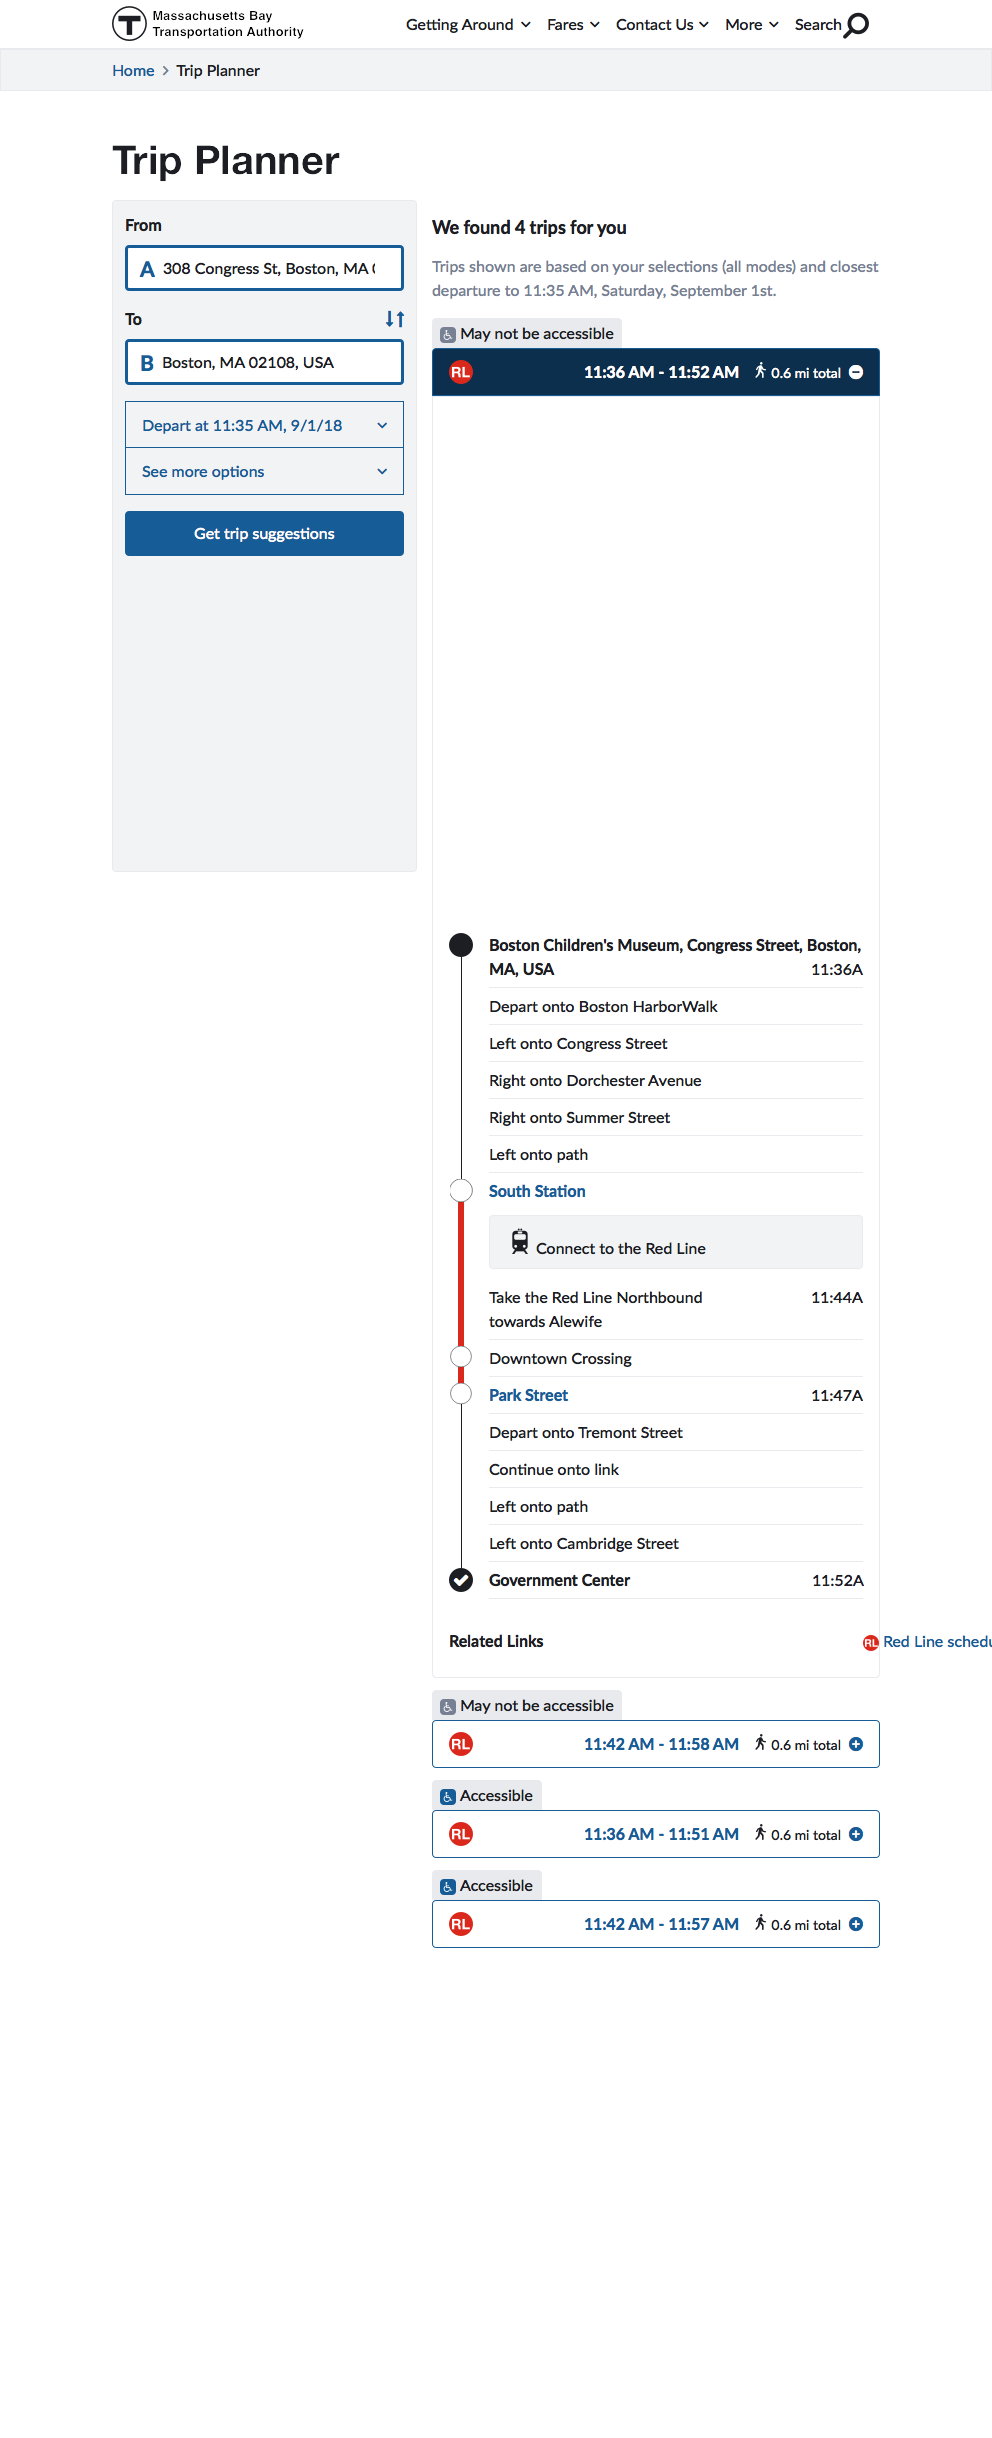 Massachusetts Bay
Transportation Authority
Getting Around
Fares
Contact Us
More
Search
Home
Trip Planner
Trip Planner
From
A 308 Congress St, Boston, MA
To
B Boston, MA 02108, USA
Depart at 11:35 AM, 9/1/18
See more options
Get trip suggestions
We found 4 trips for you
Trips shown are based on your selections (all modes) and closest
departure to 11:35 AM, Saturday, September 1st.
May not be accessible
RL 11:36 AM - 11:52 AM 0.6 mi total
Boston Children's Museum, Congress Street, Boston,
MA, USA 11:36A
Depart onto Boston HarborWalk
Left onto Congress Street
Right onto Dorchester Avenue
Right onto Summer Street
Left onto path
South Station
Connect to the Red Line
Take the Red Line Northbound 11:44A
towards Alewife
Downtown Crossing
Park Street 11:47A
Depart onto Tremont Street
Continue onto link
Left onto path
Left onto Cambridge Street
Government Center 11:52A
Related Links RL Red Line schedu
May not be accessible
RL 11:42 AM - 11:58 AM 0.6 mi total
Accessible
RL 11:36 AM - 11:51 AM 0.6 mi total
Accessible
RL 11:42 AM - 11:57 AM 0.6 mi total